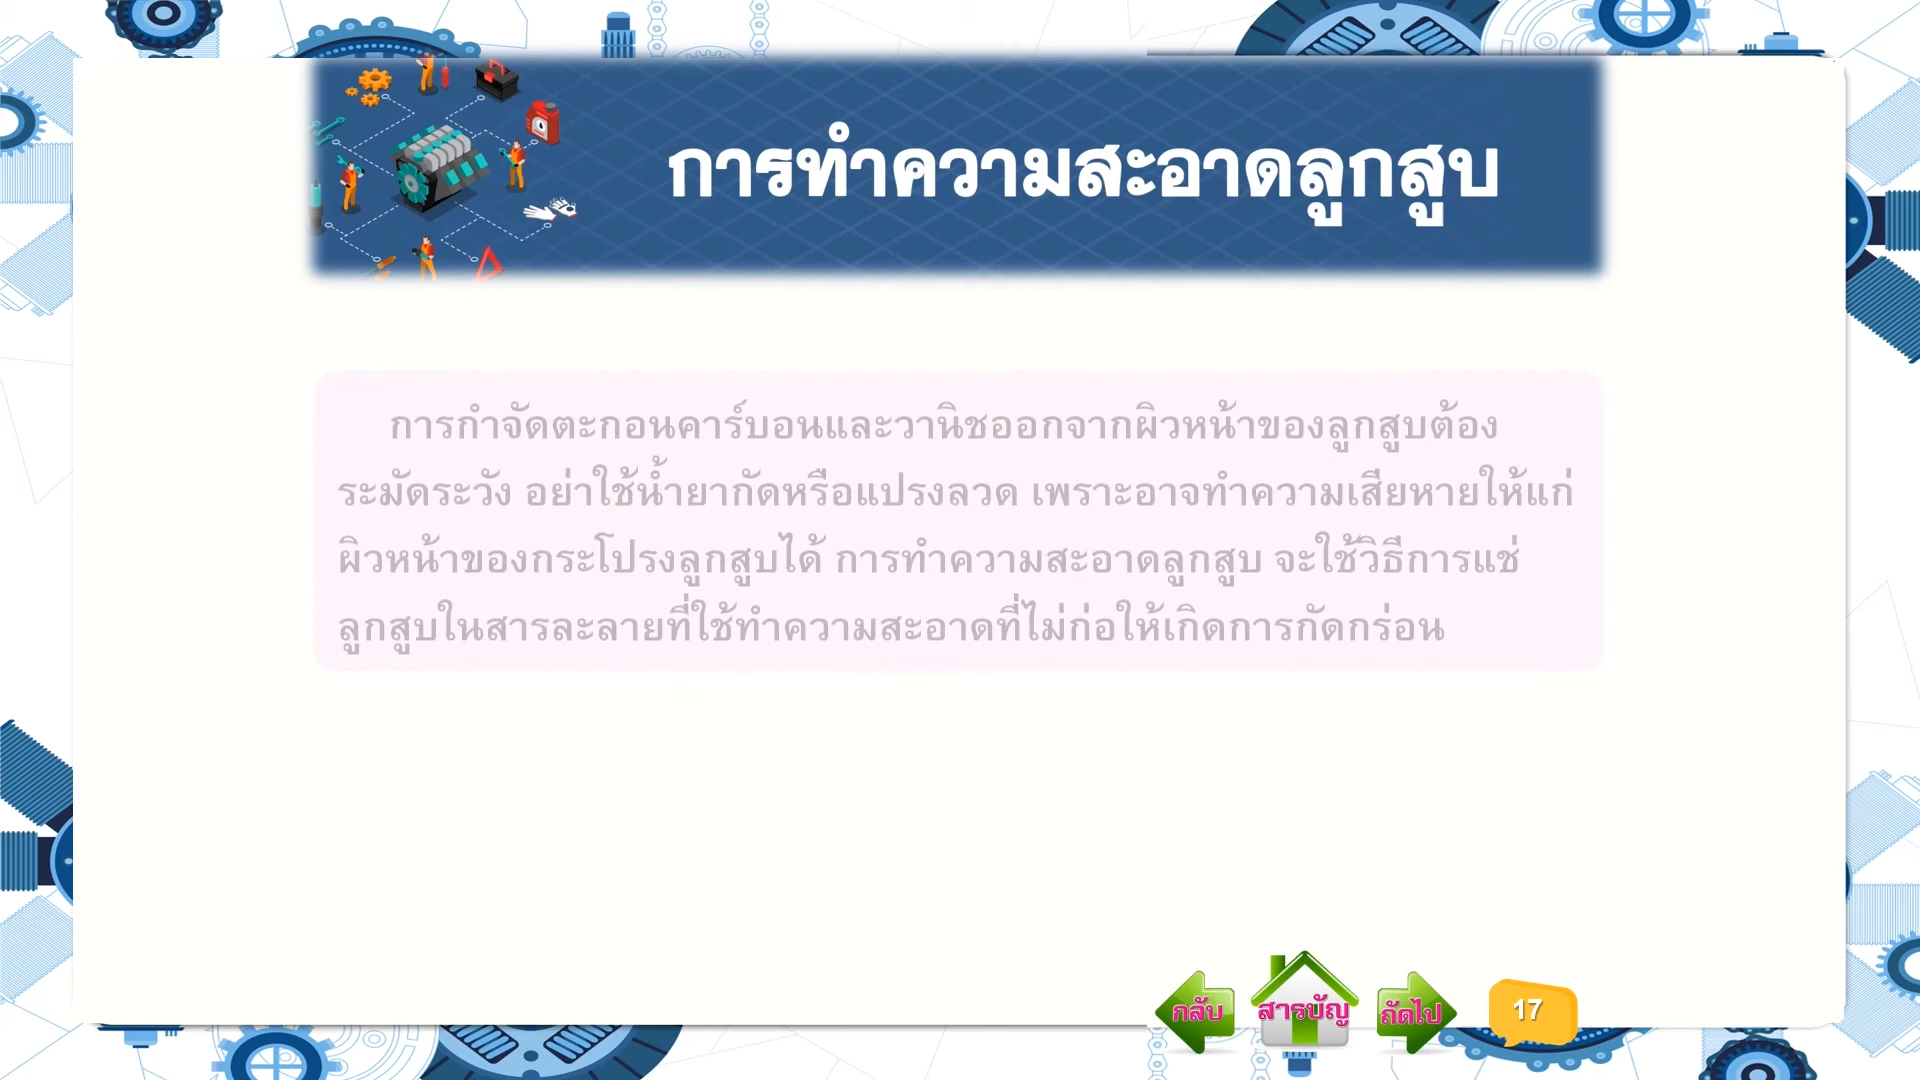 การทำความสะอาดลูกสูบ
การกำจัดตะกอนคาร์บอนและวานิชออกจากผิวหน้าของลูกสูบต้อง
ระมัดระวัง อย่าใช้น้ำยากัดหรือแปรงลวด เพราะอาจทำความเสียหายให้แก่
ผิวหน้าของกระโปรงลูกสูบได้ การทำความสะอาดลูกสูบ จะใช้วิธีการแช่
ลูกสูบในสารละลายที่ใช้ทำความสะอาดที่ไม่ก่อให้เกิดการกัดกร่อน
กลับ
สารบัญ
ถัดไป
17